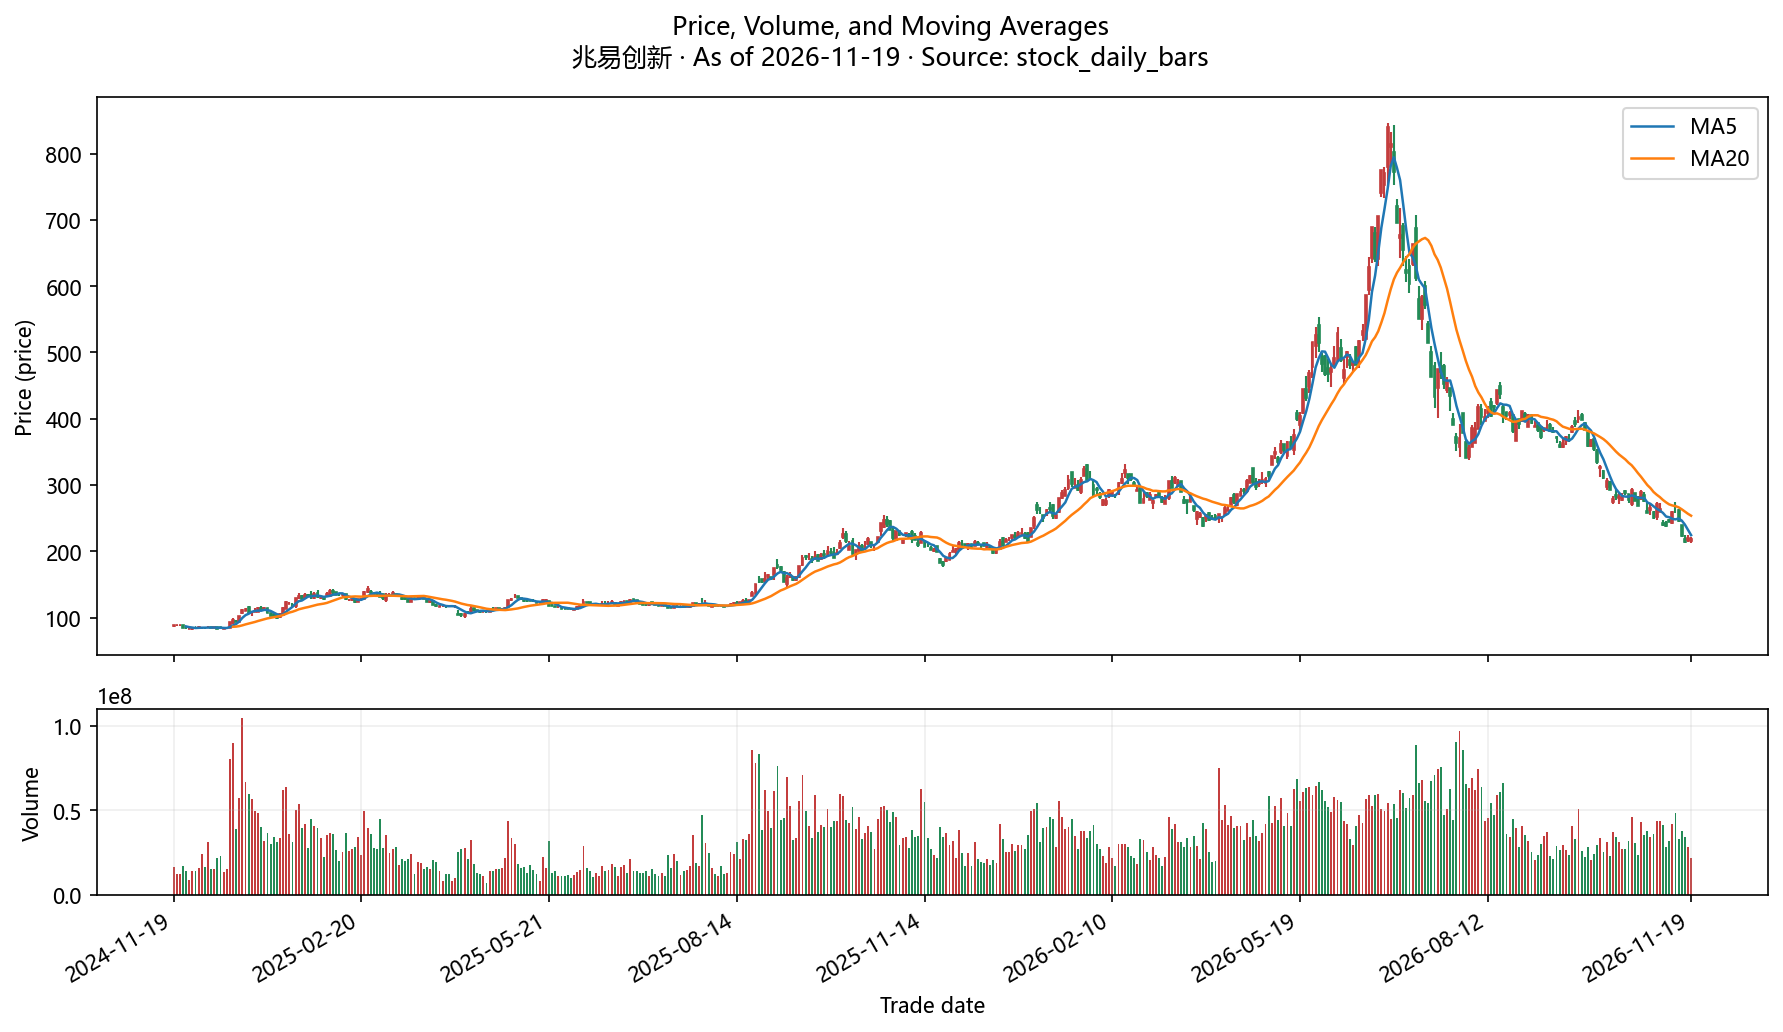 Price, Volume, and Moving Averages
兆易创新 · As of 2026-11-19 · Source: stock_daily_bars
MA5
MA20
800
700
600
500
400
300
200
100
Price (price)
1e8
1.0
0.5
0.0
Volume
2024-11-19
2025-02-20
2025-05-21
2025-08-14
2025-11-14
2026-02-10
2026-05-19
2026-08-12
2026-11-19
Trade date